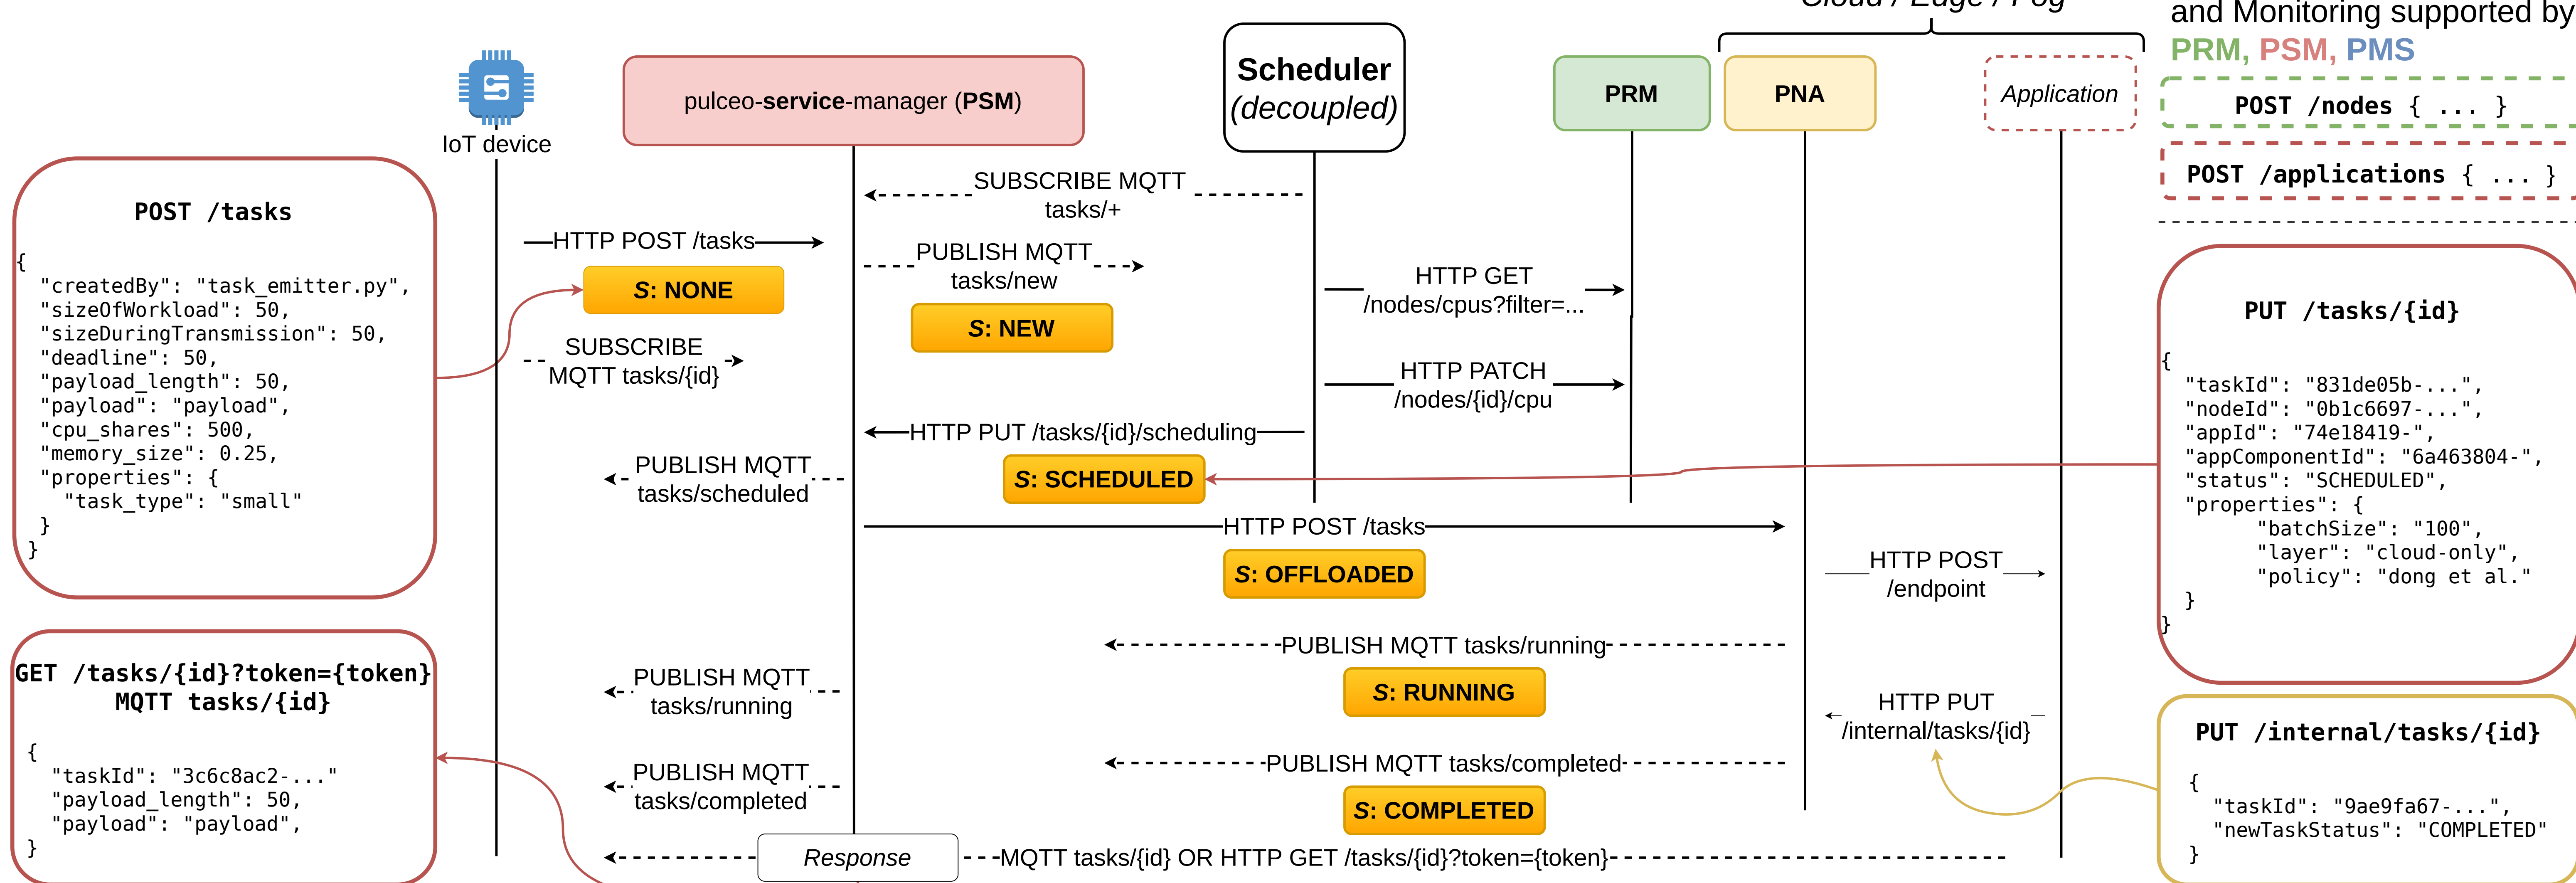 Cloud / Edge / Fog
and Monitoring supported by
PRM, PSM, PMS
IoT device
pulceo-service-manager (PSM)
Scheduler
(decoupled)
PRM
PNA
Application
POST /nodes { ... }
POST /applications { ... }
POST /tasks
{
"createdBy": "task_emitter.py",
"sizeOfWorkload": 50,
"sizeDuringTransmission": 50,
"deadline": 50,
"payload_length": 50,
"payload": "payload",
"cpu_shares": 500,
"memory_size": 0.25,
"properties": {
"task_type": "small"
}
}
GET /tasks/{id}?token={token}
MQTT tasks/{id}
{
"taskId": "3c6c8ac2-..."
"payload_length": 50,
"payload": "payload",
}
SUBSCRIBE MQTT
tasks/+
HTTP POST /tasks
S: NONE
PUBLISH MQTT
tasks/new
S: NEW
HTTP GET
/nodes/cpus?filter=...
SUBSCRIBE
MQTT tasks/{id}
HTTP PATCH
/nodes/{id}/cpu
HTTP PUT /tasks/{id}/scheduling
S: SCHEDULED
PUBLISH MQTT
tasks/scheduled
HTTP POST /tasks
S: OFFLOADED
HTTP POST
/endpoint
PUBLISH MQTT tasks/running
S: RUNNING
PUBLISH MQTT
tasks/running
HTTP PUT
/internal/tasks/{id}
PUBLISH MQTT tasks/completed
S: COMPLETED
PUBLISH MQTT
tasks/completed
Response
MQTT tasks/{id} OR HTTP GET /tasks/{id}?token={token}
PUT /tasks/{id}
{
"taskId": "831de05b-...",
"nodeId": "0b1c6697-...",
"appId": "74e18419-",
"appComponentId": "6a463804-",
"status": "SCHEDULED",
"properties": {
"batchSize": "100",
"layer": "cloud-only",
"policy": "dong et al."
}
}
PUT /internal/tasks/{id}
{
"taskId": "9ae9fa67-...",
"newTaskStatus": "COMPLETED"
}